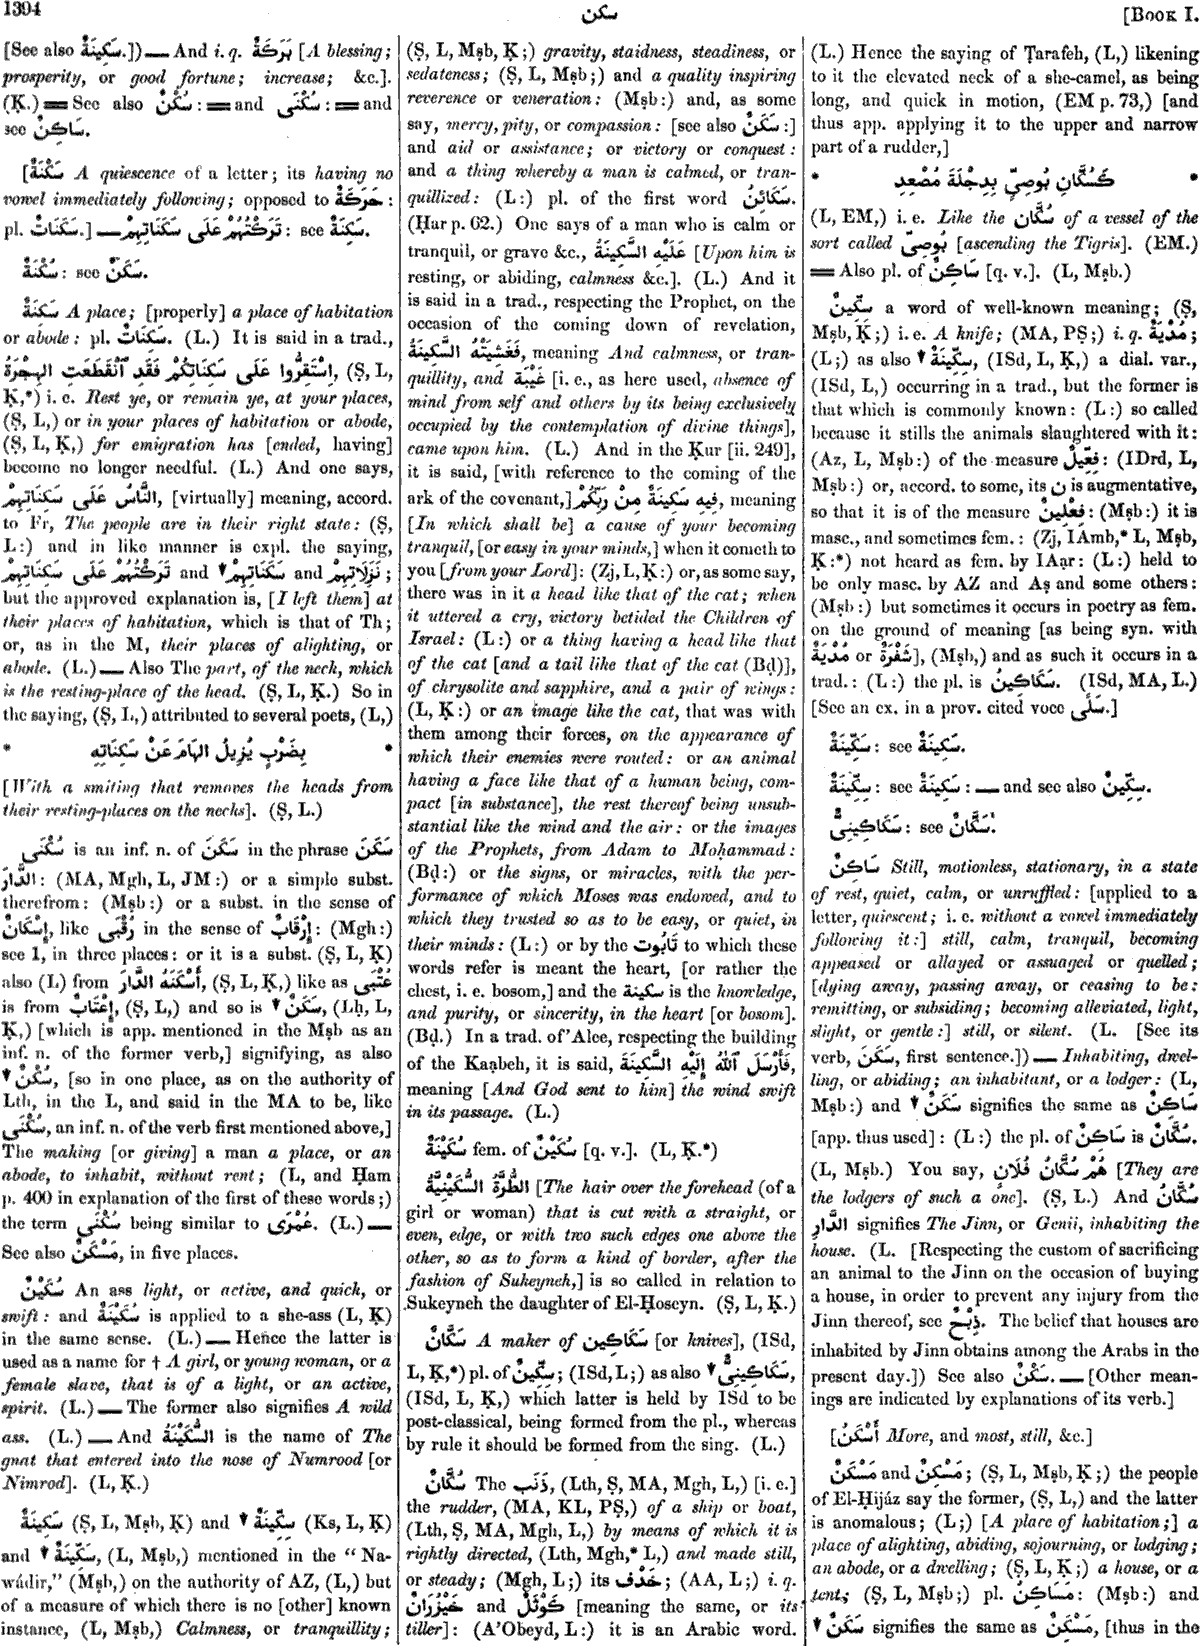 1394
سكن
[BOOK I.
[See also سَكِينَةٌ.])— And i. q. بَرَكَةٌ [A blessing;
prosperity, or good fortune; increase; &c.].
(Ḳ.) = See also سُكْنٌ: = and سُكْنَى: = and
see سَاكِنٌ.
[سَكْنَةٌ A quiescence of a letter; its having no
vowel immediately following; opposed to حَرَكَةٌ:
pl. سَكَنَاتٌ.] — تَرَكْتُهُمْ عَلَى سَكَنَاتِهِمْ: see سَكِنَةٌ.
سُكْنَةٌ: see سَكَنٌ.
سَكِنَةٌ A place; [properly] a place of habitation
or abode: pl. سَكِنَاتٌ. (L.) It is said in a trad.,
اِسْتَقِرُّوا عَلَى سَكِنَاتِكُمْ فَقَدِ ٱنْقَطَعَتِ الهِجْرَةُ, (Ṣ, L,
Ḳ,*) i. e. Rest ye, or remain ye, at your places,
(Ṣ, L,) or in your places of habitation or abode,
(Ṣ, L, Ḳ,) for emigration has [ended, having]
become no longer needful. (L.) And one says,
النَّاسُ عَلَى سَكِنَاتِهِمْ, [virtually] meaning, accord.
to Fr, The people are in their right state: (Ṣ,
L:) and in like manner is expl. the saying,
تَرَكْتُهُمْ عَلَى سَكِنَاتِهِمْ and ▼ سَكَنَاتِهِمْ and نَزِلَاتِهِمْ;
but the approved explanation is, [I left them] at
their places of habitation, which is that of Th;
or, as in the M, their places of alighting, or
abode. (L.) — Also The part, of the neck, which
is the resting-place of the head. (Ṣ, L, Ḳ.) So in
the saying, (Ṣ, L,) attributed to several poets, (L,)
* بِضَرْبٍ يُزِيلُ الهَامَ عَنْ سَكِنَاتِهِ *
[With a smiting that removes the heads from
their resting-places on the necks]. (Ṣ, L.)
سُكْنَى is an inf. n. of سَكَنَ in the phrase سَكَنَ
الدَّارَ: (MA, Mgh, L, JM:) or a simple subst.
therefrom: (Mṣb:) or a subst. in the sense of
إِسْكَانٌ, like رُقْبَى in the sense of إِرْقَابٌ: (Mgh:)
see 1, in three places: or it is a subst. (Ṣ, L, Ḳ)
also (L) from أَسْكَنَهُ الدَّارَ, (Ṣ, L, Ḳ,) like as عُتْبَى
is from إِعْتَابٌ, (Ṣ, L,) and so is ▼ سَكَنٌ, (Lḥ, L,
Ḳ,) [which is app. mentioned in the Mṣb as an
inf. n. of the former verb,] signifying, as also
▼ سُكْنٌ, [so in one place, as on the authority of
Lth, in the L, and said in the MA to be, like
سُكْنَى, an inf. n. of the verb first mentioned above,]
The making [or giving] a man a place, or an
abode, to inhabit, without rent; (L, and Ḥam
p. 400 in explanation of the first of these words;)
the term سُكْنَى being similar to عُمْرَى. (L.) —
See also مَسْكَنٌ, in five places.
سُكَيْنٌ An ass light, or active, and quick, or
swift: and سُكَيْنَةٌ is applied to a she-ass (L, Ḳ)
in the same sense. (L.) — Hence the latter is
used as a name for † A girl, or young woman, or a
female slave, that is of a light, or an active,
spirit. (L.) — The former also signifies A wild
ass. (L.) — And السُّكَيْنَةُ is the name of The
gnat that entered into the nose of Numrood [or
Nimrod]. (L, Ḳ.)
سَكِينَةٌ (Ṣ, L, Mṣb, Ḳ) and ▼ سِكِّينَةٌ (Ks, L, Ḳ)
and ▼ سَكِّينَةٌ, (L, Mṣb,) mentioned in the “Na-
wádir,” (Mṣb,) on the authority of AZ, (L,) but
of a measure of which there is no [other] known
instance, (L, Mṣb,) Calmness, or tranquillity;
(Ṣ, L, Mṣb, Ḳ;) gravity, staidness, steadiness, or
sedateness; (Ṣ, L, Mṣb;) and a quality inspiring
reverence or veneration: (Mṣb:) and, as some
say, mercy, pity, or compassion: [see also سَكَنٌ:]
and aid or assistance; or victory or conquest:
and a thing whereby a man is calmed, or tran-
quillized: (L:) pl. of the first word سَكَائِنُ.
(Ḥar p. 62.) One says of a man who is calm or
tranquil, or grave &c., عَلَيْهِ السَّكِينَةُ [Upon him is
resting, or abiding, calmness &c.]. (L.) And it
is said in a trad., respecting the Prophet, on the
occasion of the coming down of revelation,
فَغَشِيَتْهُ السَّكِينَةُ, meaning And calmness, or tran-
quillity, and غَيْبَة [i. e., as here used, absence of
mind from self and others by its being exclusively
occupied by the contemplation of divine things],
came upon him. (L.) And in the Ḳur [ii. 249],
it is said, [with reference to the coming of the
ark of the covenant,] فِيهِ سَكِينَةٌ مِنْ رَبِّكُمْ, meaning
[In which shall be] a cause of your becoming
tranquil, [or easy in your minds,] when it cometh to
you [from your Lord]: (Zj, L, Ḳ:) or, as some say,
there was in it a head like that of the cat; when
it uttered a cry, victory betided the Children of
Israel: (L:) or a thing having a head like that
of the cat [and a tail like that of the cat (Bḍ)],
of chrysolite and sapphire, and a pair of wings:
(L, Ḳ:) or an image like the cat, that was with
them among their forces, on the appearance of
which their enemies were routed: or an animal
having a face like that of a human being, com-
pact [in substance], the rest thereof being unsub-
stantial like the wind and the air: or the images
of the Prophets, from Adam to Moḥammad:
(Bḍ:) or the signs, or miracles, with the per-
formance of which Moses was endowed, and to
which they trusted so as to be easy, or quiet, in
their minds: (L:) or by the تَابُوت to which these
words refer is meant the heart, [or rather the
chest, i. e. bosom,] and the سكينة is the knowledge,
and purity, or sincerity, in the heart [or bosom].
(Bḍ.) In a trad. of ’Alee, respecting the building
of the Kaạbeh, it is said, فَأَرْسَلَ ٱللّٰهُ إِلَيْهِ السَّكِينَةَ,
meaning [And God sent to him] the wind swift
in its passage. (L.)
سُكَيْنَةٌ fem. of سُكَيْنٌ [q. v.]. (L, Ḳ.*)
الطُّرَّةُ السُّكَيْنِيَّةُ [The hair over the forehead (of a
girl or woman) that is cut with a straight, or
even, edge, or with two such edges one above the
other, so as to form a kind of border, after the
fashion of Sukeyneh,] is so called in relation to
Sukeyneh the daughter of El-Ḥoseyn. (Ṣ, L, Ḳ.)
سَكَّانٌ A maker of سَكَاكِين [or knives], (ISd,
L, Ḳ,*) pl. of سِكِّينٌ; (ISd, L;) as also ▼ سَكَاكِينِىٌّ,
(ISd, L, Ḳ,) which latter is held by ISd to be
post-classical, being formed from the pl., whereas
by rule it should be formed from the sing. (L.)
سُكَّانٌ The ذَنَب, (Lth, Ṣ, MA, Mgh, L,) [i. e.]
the rudder, (MA, KL, PṢ,) of a ship or boat,
(Lth, Ṣ, MA, Mgh, L,) by means of which it is
rightly directed, (Lth, Mgh,* L,) and made still,
or steady; (Mgh, L;) its خَدْف; (AA, L;) i. q.
خَيْزُرَان and كَوْثَل [meaning the same, or its
tiller]: (A’Obeyd, L:) it is an Arabic word.
(L.) Hence the saying of Ṭarafeh, (L,) likening
to it the elevated neck of a she-camel, as being
long, and quick in motion, (EM p. 73,) [and
thus app. applying it to the upper and narrow
part of a rudder,]
* كَسُكَّانِ بُوصِىٍّ بِدِجْلَةَ مُصْعِدِ *
(L, EM,) i. e. Like the سُكَّان of a vessel of the
sort called بُوصِىّ [ascending the Tigris]. (EM.)
= Also pl. of سَاكِنٌ [q. v.]. (L, Mṣb.)
سِكِّينٌ a word of well-known meaning; (Ṣ,
Mṣb, Ḳ;) i. e. A knife; (MA, PṢ;) i. q. مُدْيَةٌ;
(L;) as also ▼ سِكِّينَةٌ, (ISd, L, Ḳ,) a dial. var.,
(ISd, L,) occurring in a trad., but the former is
that which is commonly known: (L:) so called
because it stills the animals slaughtered with it:
(Az, L, Mṣb:) of the measure فِعِّيلٌ: (IDrd, L,
Mṣb:) or, accord. to some, its ن is augmentative,
so that it is of the measure فِعْلِينٌ: (Mṣb:) it is
masc., and sometimes fem.: (Zj, IAmb,* L, Mṣb,
Ḳ:*) not heard as fem. by IAạr: (L:) held to
be only masc. by AZ and Aṣ and some others:
(Mṣb:) but sometimes it occurs in poetry as fem.
on the ground of meaning [as being syn. with
مُدْيَةٌ or شَفْرَةٌ], (Mṣb,) and as such it occurs in a
trad.: (L:) the pl. is سَكَاكِينُ. (ISd, MA, L.)
[See an ex. in a prov. cited voce سَلَّى.]
سَكِّينَةٌ: see سَكِينَةٌ.
سِكِّينَةٌ: see سَكِينَةٌ: — and see also سِكِّينٌ.
سَكَاكِينِىٌّ: see سَكَّانٌ.
سَاكِنٌ Still, motionless, stationary, in a state
of rest, quiet, calm, or unruffled: [applied to a
letter, quiescent; i. e. without a vowel immediately
following it:] still, calm, tranquil, becoming
appeased or allayed or assuaged or quelled;
[dying away, passing away, or ceasing to be:
remitting, or subsiding; becoming alleviated, light,
slight, or gentle:] still, or silent. (L. [See its
verb, سَكَنَ, first sentence.]) — Inhabiting, dwel-
ling, or abiding; an inhabitant, or a lodger: (L,
Mṣb:) and ▼ سَكَنٌ signifies the same as سَاكِنٌ
[app. thus used]: (L:) the pl. of سَاكِنٌ is سُكَّانٌ.
(L, Mṣb.) You say, هُمْ سُكَّانُ فُلَانٍ [They are
the lodgers of such a one]. (Ṣ, L.) And سُكَّانُ
الدَّارِ signifies The Jinn, or Genii, inhabiting the
house. (L. [Respecting the custom of sacrificing
an animal to the Jinn on the occasion of buying
a house, in order to prevent any injury from the
Jinn thereof, see ذِبْحٌ. The belief that houses are
inhabited by Jinn obtains among the Arabs in the
present day.]) See also سَكْنٌ. — [Other mean-
ings are indicated by explanations of its verb.]
[أَسْكَنُ More, and most, still, &c.]
مَسْكَنٌ and مَسْكِنٌ; (Ṣ, L, Mṣb, Ḳ;) the people
of El-Ḥijáz say the former, (Ṣ, L,) and the latter
is anomalous; (L;) [A place of habitation;] a
place of alighting, abiding, sojourning, or lodging;
an abode, or a dwelling; (Ṣ, L, Ḳ;) a house, or a
tent; (Ṣ, L, Mṣb;) pl. مَسَاكِنُ: (Mṣb:) and
▼ سَكَنٌ signifies the same as مَسْكَنٌ, [thus in the